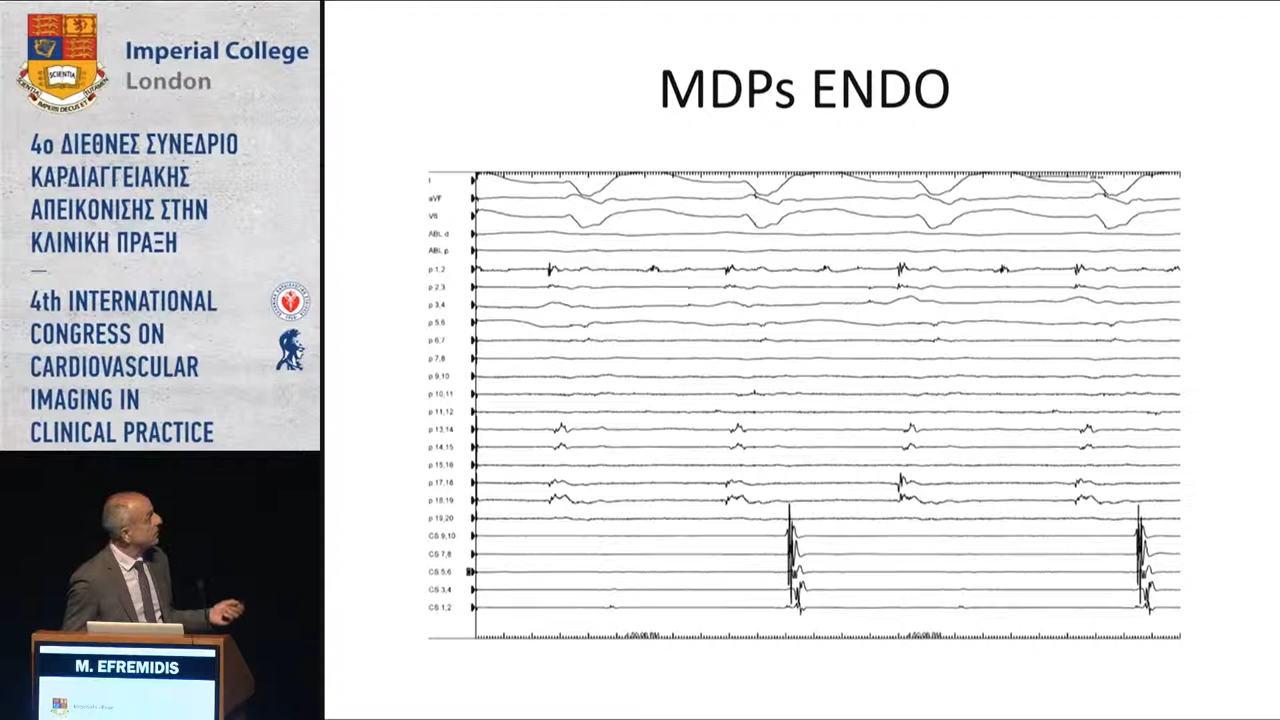 Imperial College
London
SCIENTIA
4ο ΔΙΕΘΝΕΣ ΣΥΝΕΔΡΙΟ
ΚΑΡΔΙΑΓΓΕΙΑΚΗΣ
ΑΠΕΙΚΟΝΙΣΗΣ ΣΤΗΝ
ΚΛΙΝΙΚΗ ΠΡΑΞΗ
4th INTERNATIONAL
CONGRESS ON
CARDIOVASCULAR
IMAGING IN
CLINICAL PRACTICE
M. EFREMIDIS
MDPs ENDO
I
aVF
V6
ABL d
ABL p
p 1,2
p 2,3
p 3,4
p 5,6
p 6,7
p 7,8
p 9,10
p 10,11
p 11,12
p 13,14
p 14,15
p 15,16
p 17,18
p 18,19
p 19,20
CS 9,10
CS 7,8
CS 5,6
CS 3,4
CS 1,2